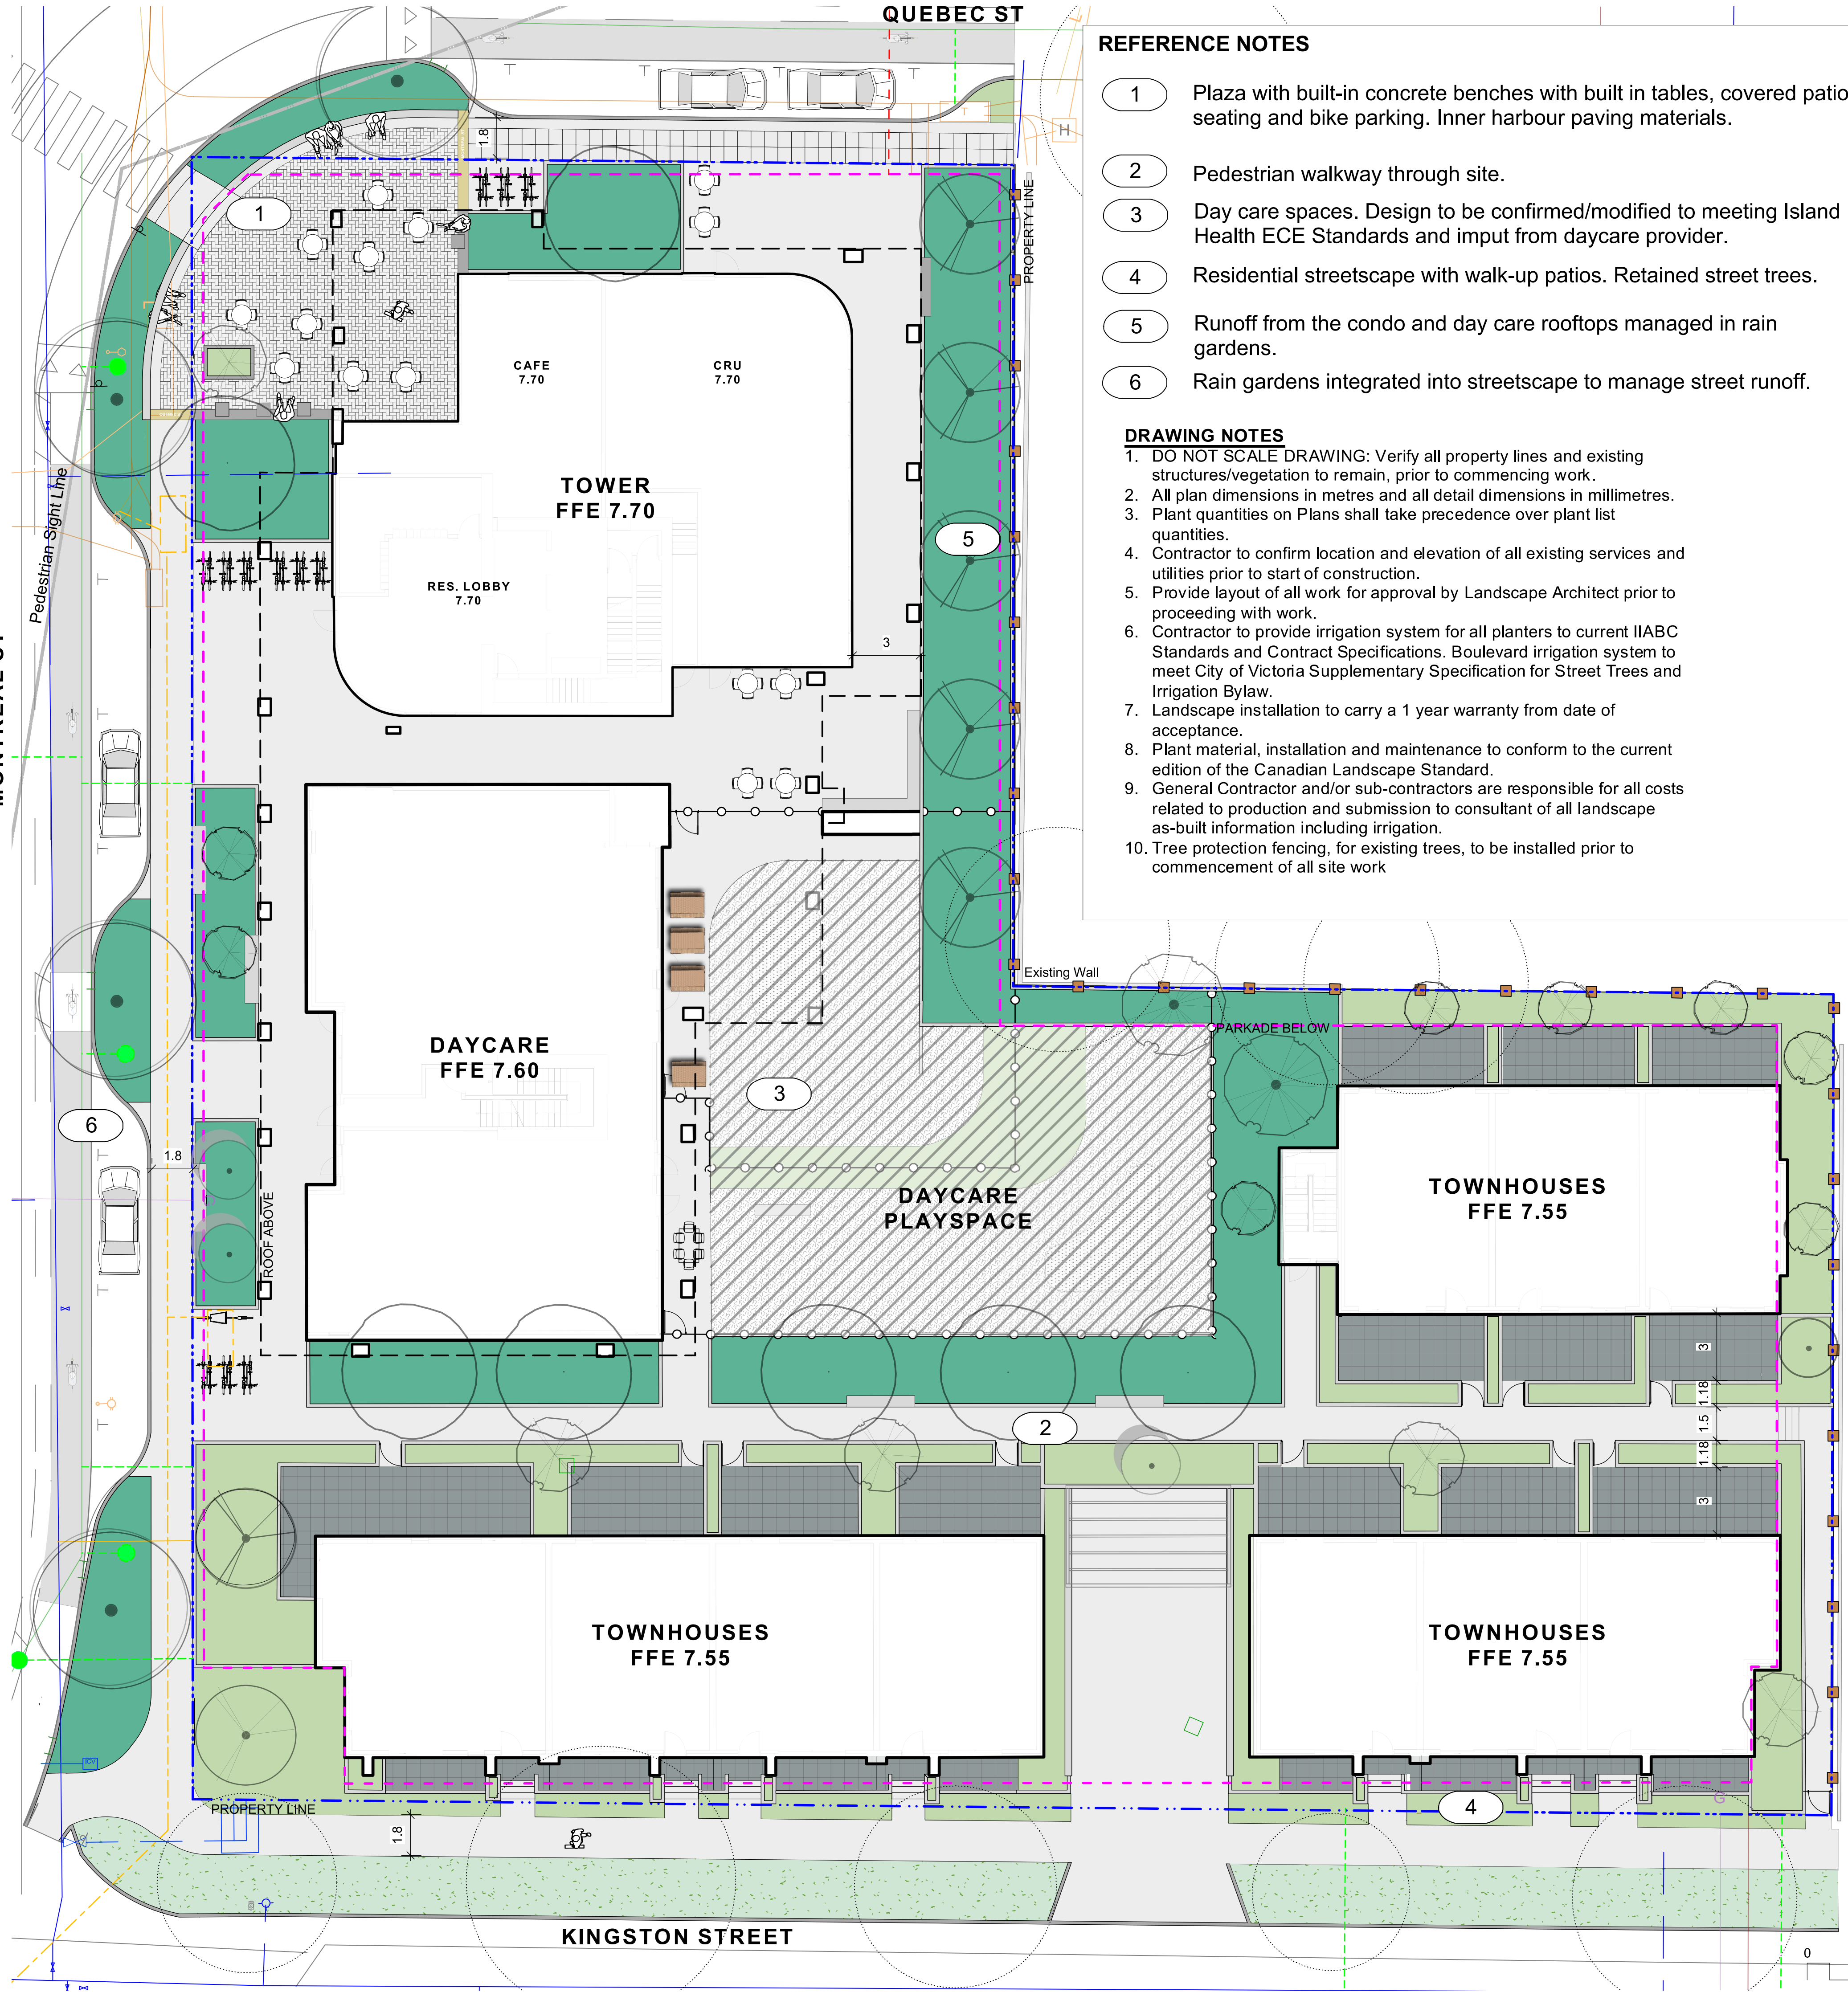 QUEBEC ST
REFERENCE NOTES
1 Plaza with built-in concrete benches with built in tables, covered patio
seating and bike parking. Inner harbour paving materials.
2 Pedestrian walkway through site.
3 Day care spaces. Design to be confirmed/modified to meeting Island
Health ECE Standards and imput from daycare provider.
4 Residential streetscape with walk-up patios. Retained street trees.
5 Runoff from the condo and day care rooftops managed in rain
gardens.
6 Rain gardens integrated into streetscape to manage street runoff.
DRAWING NOTES
1. DO NOT SCALE DRAWING: Verify all property lines and existing
structures/vegetation to remain, prior to commencing work.
2. All plan dimensions in metres and all detail dimensions in millimetres.
3. Plant quantities on Plans shall take precedence over plant list
quantities.
4. Contractor to confirm location and elevation of all existing services and
utilities prior to start of construction.
5. Provide layout of all work for approval by Landscape Architect prior to
proceeding with work.
6. Contractor to provide irrigation system for all planters to current IIABC
Standards and Contract Specifications. Boulevard irrigation system to
meet City of Victoria Supplementary Specification for Street Trees and
Irrigation Bylaw.
7. Landscape installation to carry a 1 year warranty from date of
acceptance.
8. Plant material, installation and maintenance to conform to the current
edition of the Canadian Landscape Standard.
9. General Contractor and/or sub-contractors are responsible for all costs
related to production and submission to consultant of all landscape
as-built information including irrigation.
10. Tree protection fencing, for existing trees, to be installed prior to
commencement of all site work
H
1.8
1
PROPERTY LINE
CAFE
7.70
CRU
7.70
TOWER
FFE 7.70
5
Pedestrian Sight Line
RES. LOBBY
7.70
3
Existing Wall
PARKADE BELOW
DAYCARE
FFE 7.60
3
6
1.8
ROOF ABOVE
DAYCARE
PLAYSPACE
TOWNHOUSES
FFE 7.55
3
1.18
1.5
1.18
3
2
TOWNHOUSES
FFE 7.55
TOWNHOUSES
FFE 7.55
ICV
PROPERTY LINE
1.8
4
G
KINGSTON STREET
0